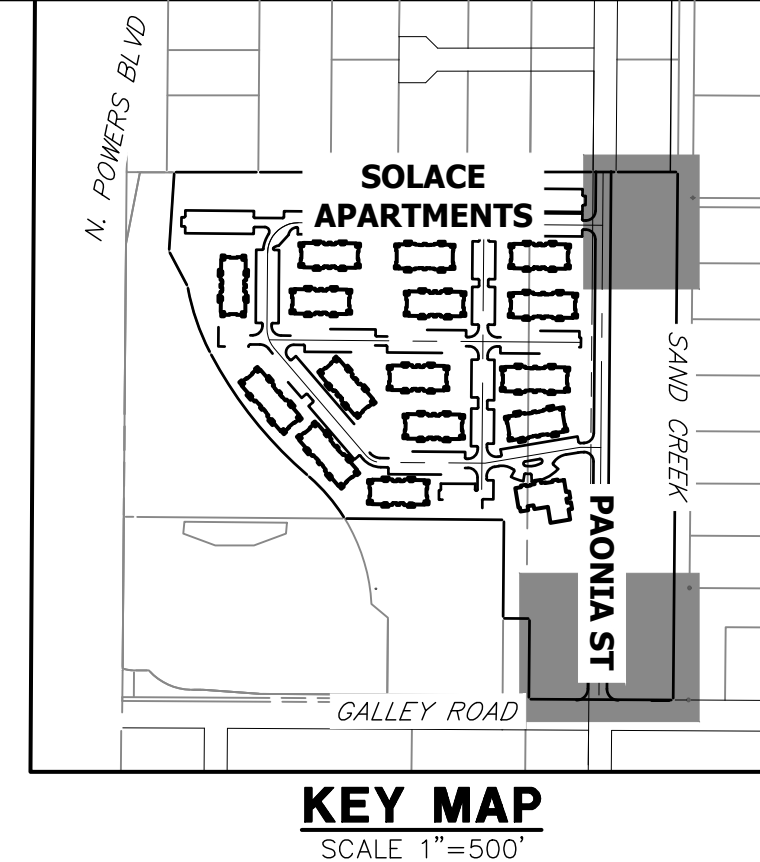 N. POWERS BLVD
SOLACE
APARTMENTS
SAND CREEK
PAONIA ST
GALLEY ROAD
KEY MAP
SCALE 1"=500'